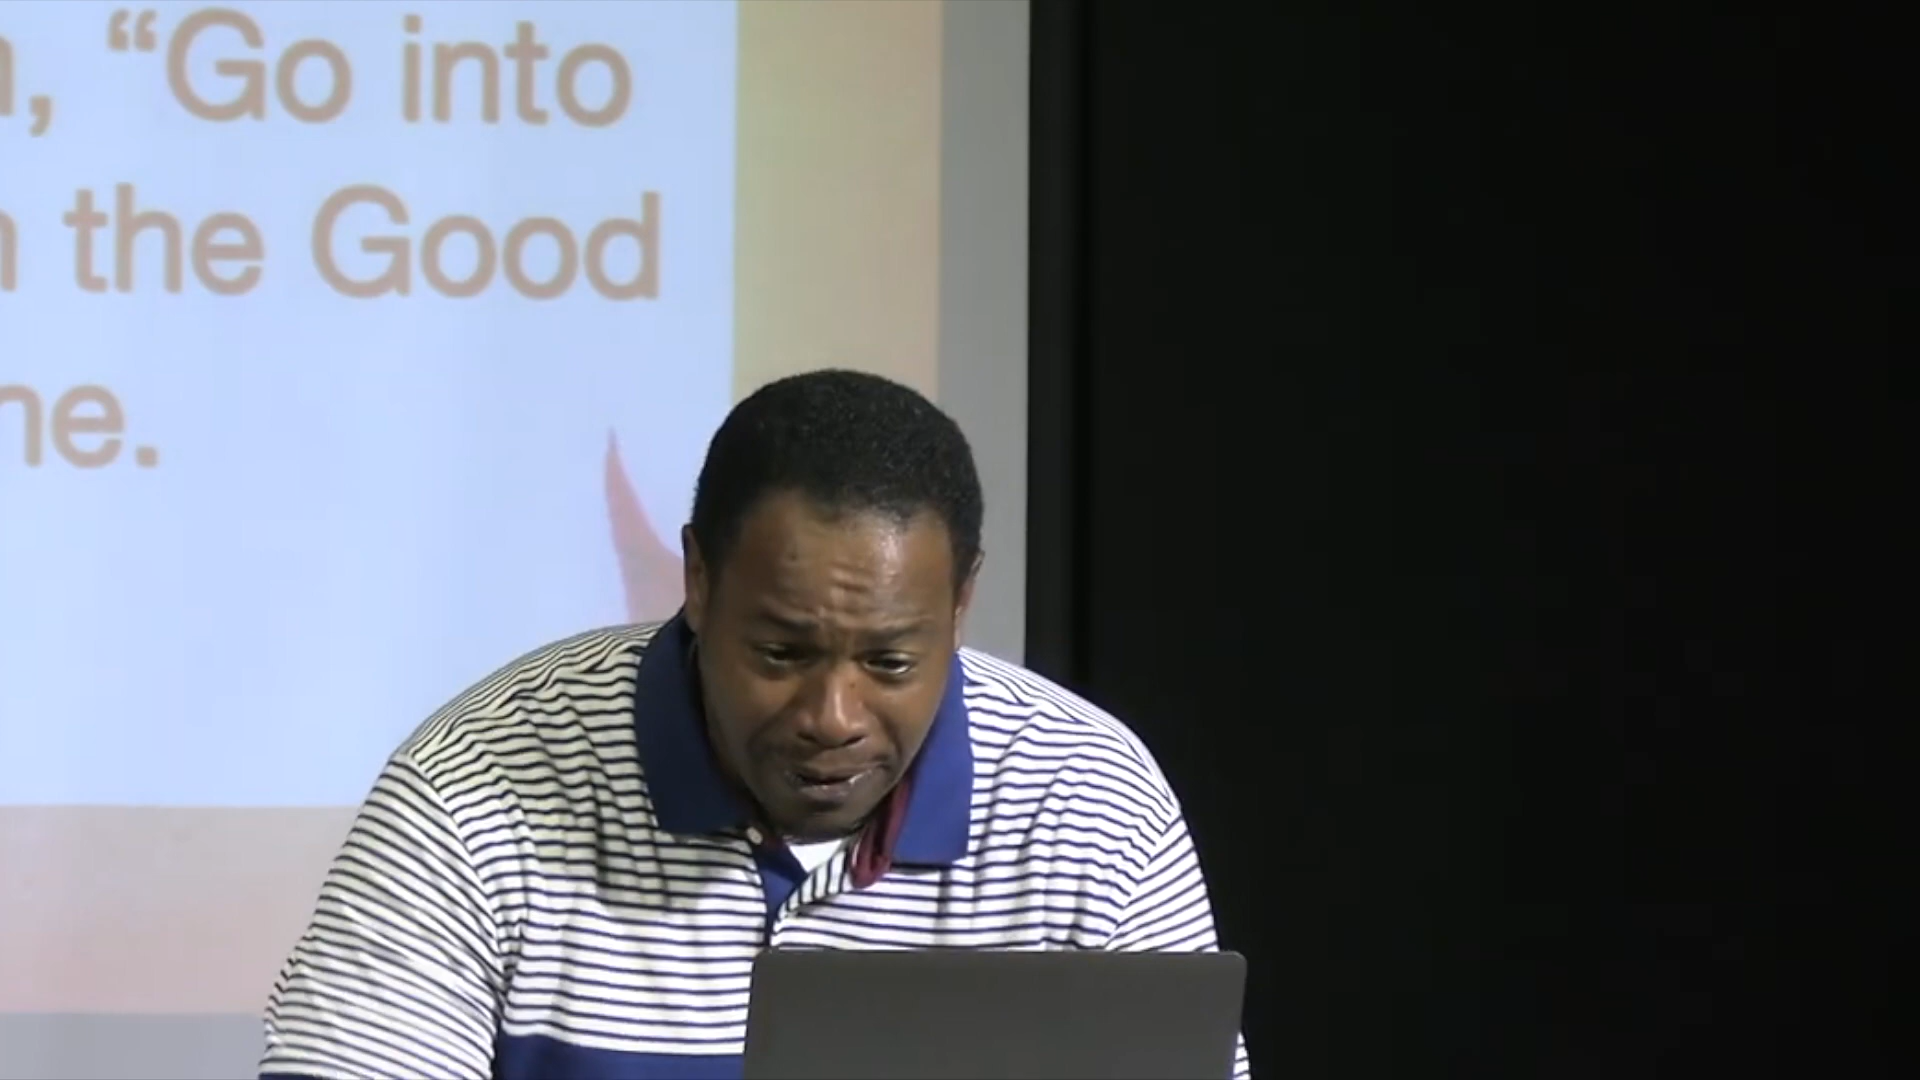 , “Go into
the Good
ne.